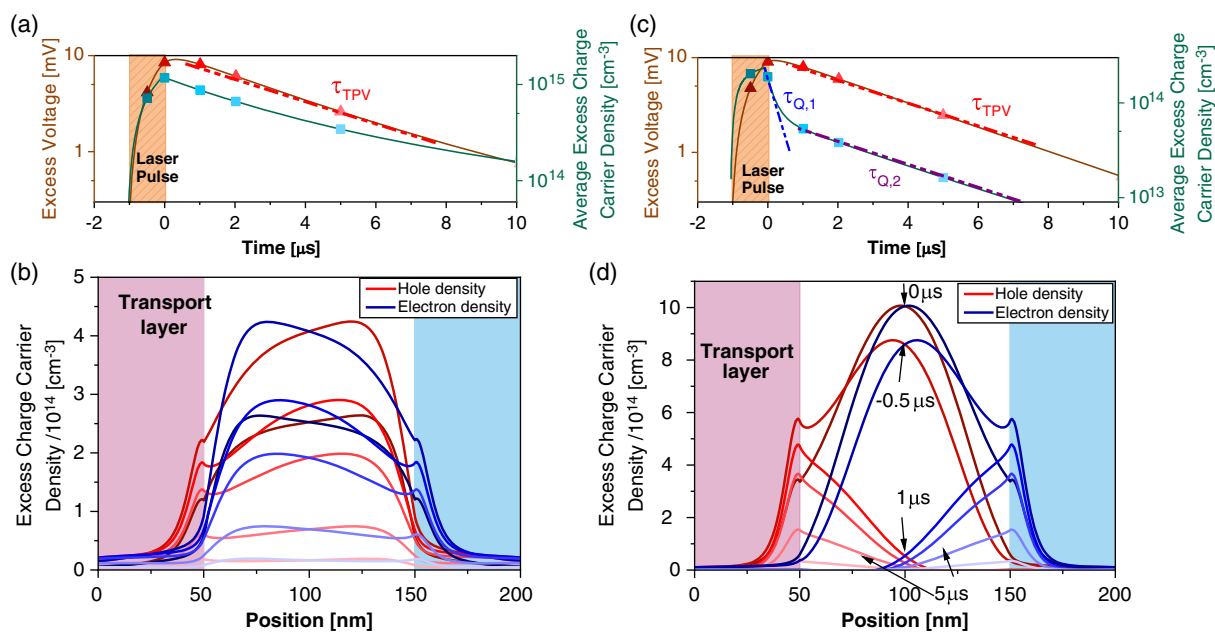 (a)
Excess Voltage [mV]
10
1
Laser
Pulse
τTPV
10^15
10^14
Average Excess Charge
Carrier Density [cm-3]
-2 0 2 4 6 8 10
Time [μs]
(c)
Excess Voltage [mV]
10
1
Laser
Pulse
τQ,1
τTPV
τQ,2
10^14
10^13
Average Excess Charge
Carrier Density [cm-3]
-2 0 2 4 6 8 10
Time [μs]
(b)
Excess Charge Carrier
Density /10^14 [cm-3]
5
4
3
2
1
0
Transport
layer
Hole density
Electron density
0 50 100 150 200
Position [nm]
(d)
Excess Charge Carrier
Density /10^14 [cm-3]
10
8
6
4
2
0
Transport
layer
0μs
Hole density
Electron density
-0.5μs
1μs
5μs
0 50 100 150 200
Position [nm]